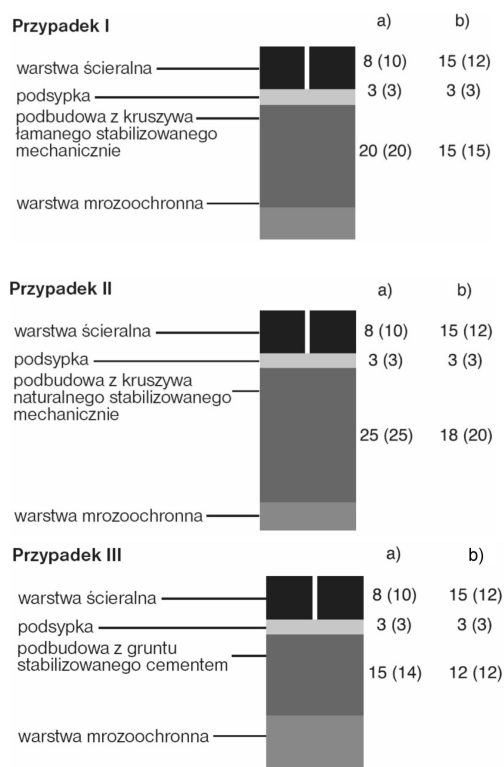 Przypadek I
a) b)
warstwa ścieralna 8 (10) 15 (12)
podsypka 3 (3) 3 (3)
podbudowa z kruszywa
łamanego stabilizowanego
mechanicznie 20 (20) 15 (15)
warstwa mrozoochronna
Przypadek II
a) b)
warstwa ścieralna 8 (10) 15 (12)
podsypka 3 (3) 3 (3)
podbudowa z kruszywa
naturalnego stabilizowanego
mechanicznie
25 (25) 18 (20)
warstwa mrozoochronna
Przypadek III a) b)
warstwa ścieralna 8 (10) 15 (12)
podsypka 3 (3) 3 (3)
podbudowa z gruntu
stabilizowanego cementem
15 (14) 12 (12)
warstwa mrozoochronna